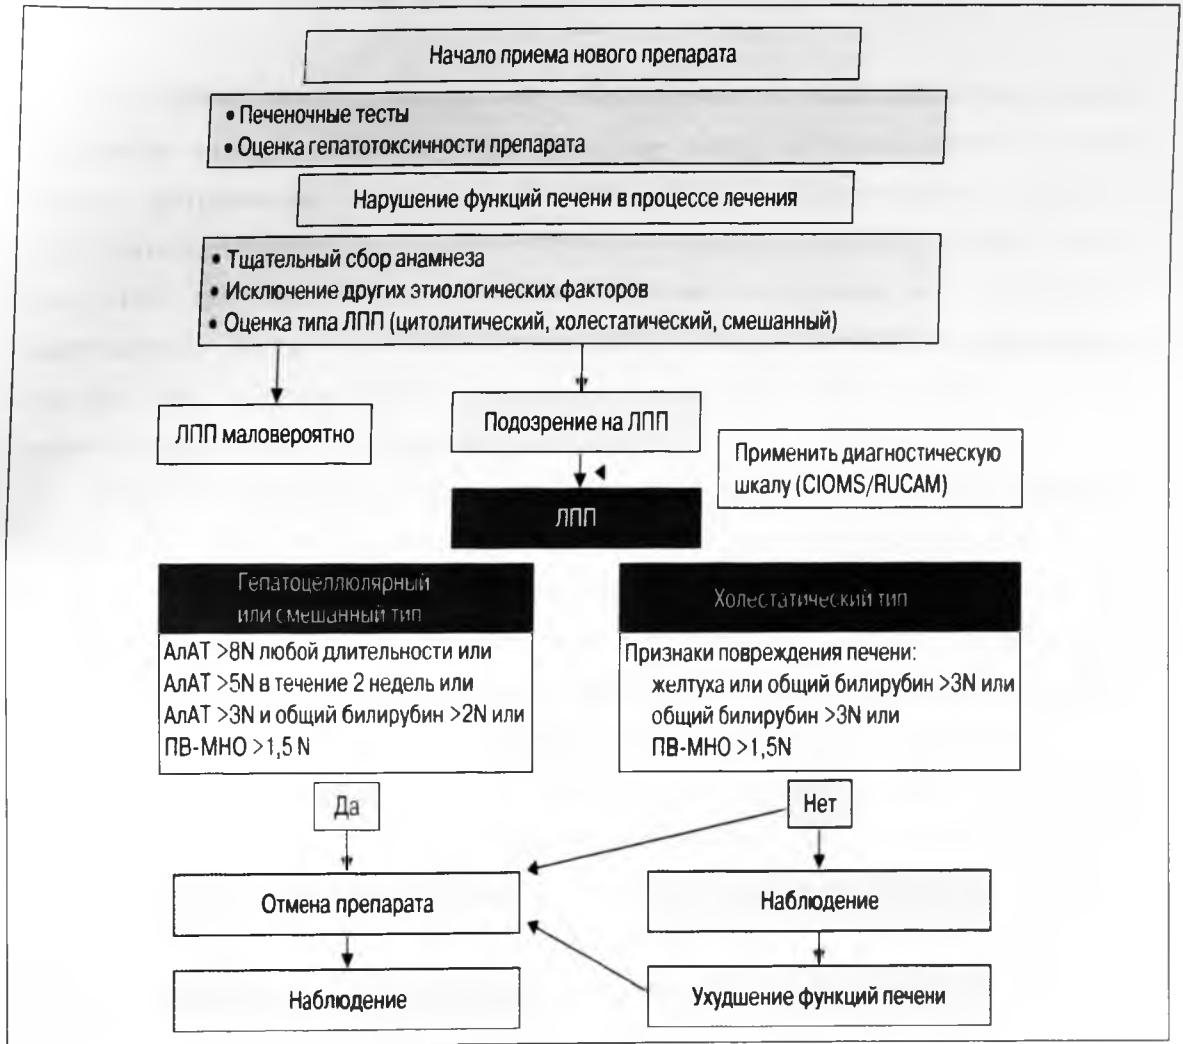 Начало приема нового препарата
• Печеночные тесты
• Оценка гепатотоксичности препарата
Нарушение функций печени в процессе лечения
• Тщательный сбор анамнеза
• Исключение других этиологических факторов
• Оценка типа ЛПП (цитолитический, холестатический, смешанный)
ЛПП маловероятно
Подозрение на ЛПП
Применить диагностическую
шкалу (CIOMS/RUCAM)
ЛПП
Гепатоцеллюлярный
или смешанный тип
АлАТ >8N любой длительности или
АлАТ >5N в течение 2 недель или
АлАТ >3N и общий билирубин >2N или
ПВ-МНО >1,5 N
Холестатический тип
Признаки повреждения печени:
желтуха или общий билирубин >3N или
общий билирубин >3N или
ПВ-МНО >1,5N
Да
Нет
Отмена препарата
Наблюдение
Наблюдение
Ухудшение функций печени